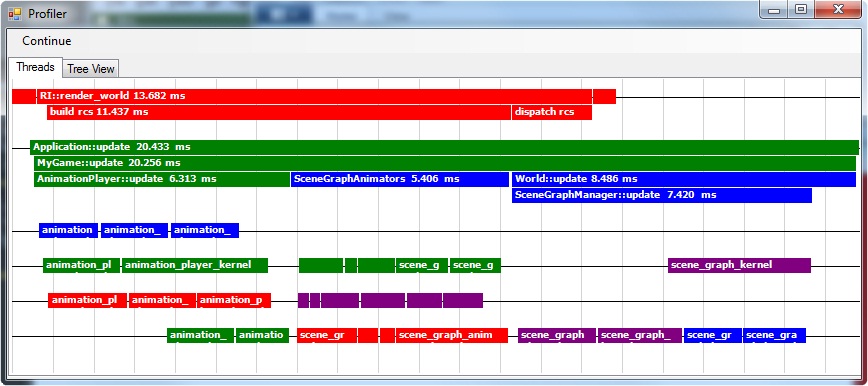 Profiler
Continue
Threads Tree View
RI::render_world 13.682 ms
build rcs 11.437 ms dispatch rcs
Application::update 20.433 ms
MyGame::update 20.256 ms
AnimationPlayer::update 6.313 ms SceneGraphAnimators 5.406 ms World::update 8.486 ms
SceneGraphManager::update 7.420 ms
animation animation_ animation_
animation_pl animation_player_kernel scene_g scene_g scene_graph_kernel
animation_pl animation_ animation_p
animation_ animatio scene_gr scene_graph_anim scene_graph scene_graph_ scene_gr scene_gra